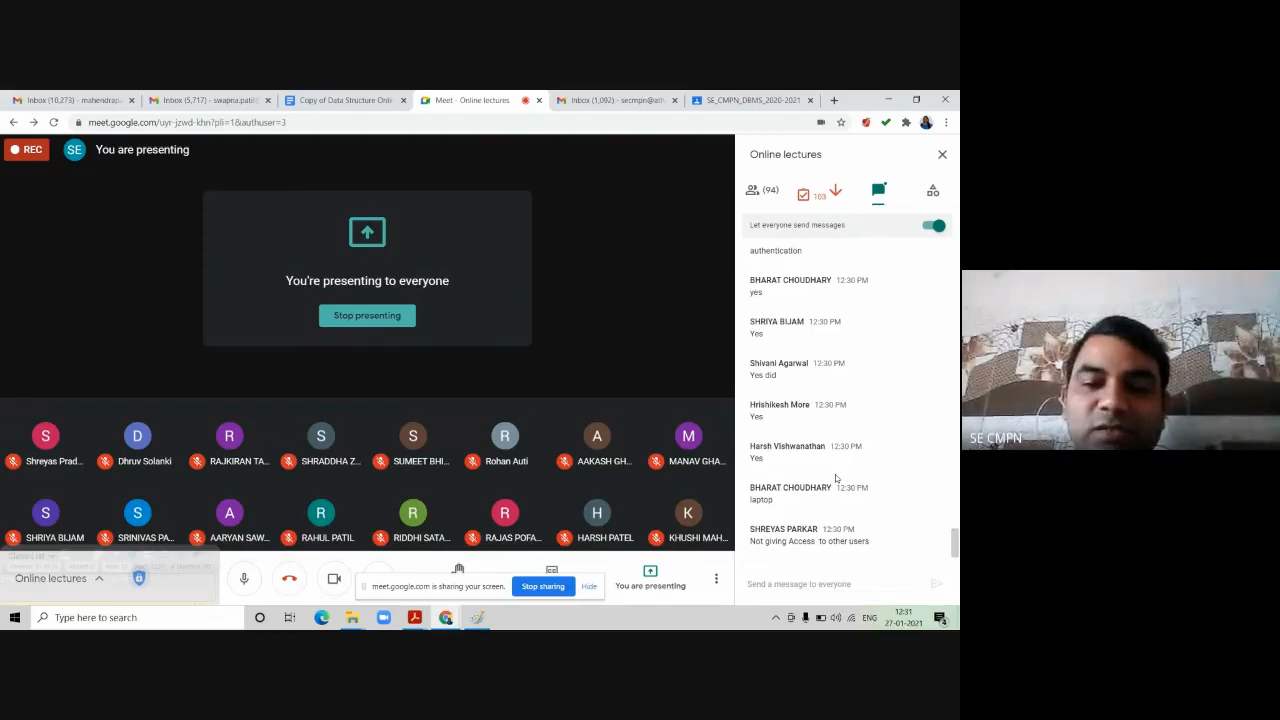 Inbox (10,273) - mahendrap
Inbox (5,717) - swapna.patil
Copy of Data Structure Onli
Meet - Online lectures
Inbox (1,092) - secmpn@ath
SE_CMPN_DBMS_2020-2021
meet.google.com/uyr-jzwd-khn?pli=1&authuser=3
REC
SE
You are presenting
Online lectures
(94)
103
Let everyone send messages
You're presenting to everyone
Stop presenting
authentication
BHARAT CHOUDHARY 12:30 PM
yes
SHRIYA BIJAM 12:30 PM
Yes
Shivani Agarwal 12:30 PM
Yes did
Hrishikesh More 12:30 PM
Yes
Harsh Vishwanathan 12:30 PM
Yes
BHARAT CHOUDHARY 12:30 PM
laptop
SHREYAS PARKAR 12:30 PM
Not giving Access to other users
Send a message to everyone
S D R S S R A M
Shreyas Prad... Dhruv Solanki RAJKIRAN TA... SHRADDHA Z... SUMEET BHI... Rohan Auti AAKASH GH... MANAV GHA...
S S A R R R H K
SHRIYA BIJAM SRINIVAS PA... AARYAN SAW... RAHUL PATIL RIDDHI SATA... RAJAS POFA... HARSH PATEL KHUSHI MAH...
Online lectures
meet.google.com is sharing your screen.
Stop sharing
Hide
You are presenting
Type here to search
ENG
12:31
27-01-2021
SE CMPN